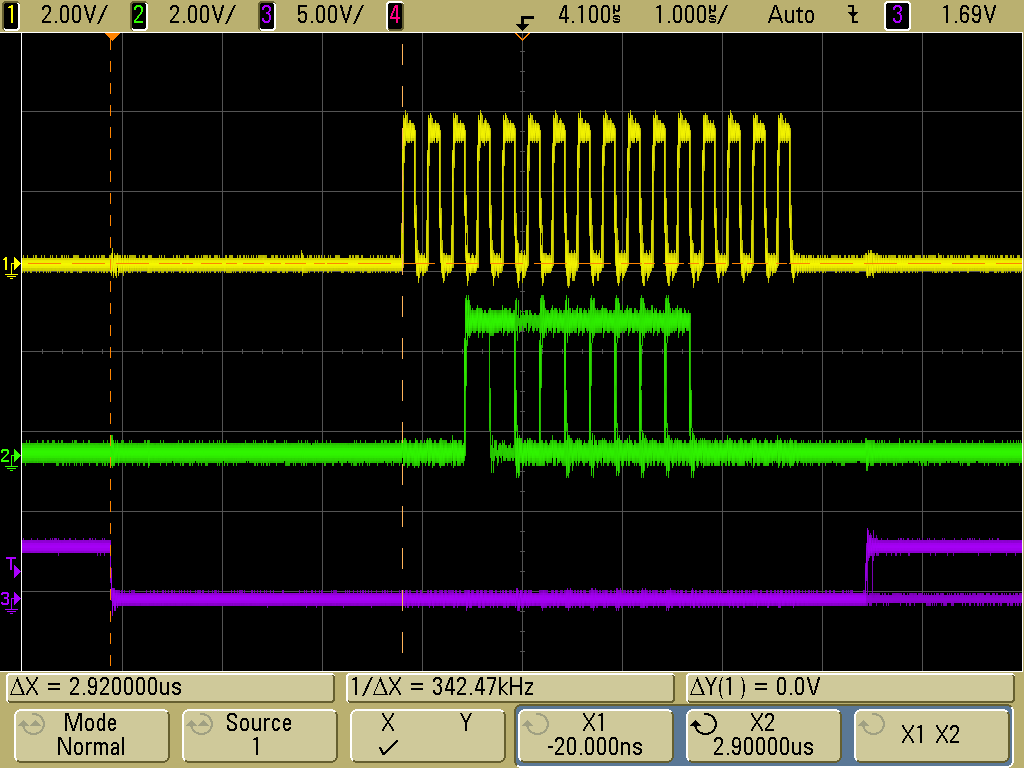 1 2.00V/ 2 2.00V/ 3 5.00V/ 4 4.100µs 1.000µs/ Auto 3 1.69V
1
2
T
3
ΔX = 2.920000us 1/ΔX = 342.47kHz ΔY(1) = 0.0V
Mode Source X Y X1 X2 X1 X2
Normal 1 ✓ -20.000ns 2.90000us